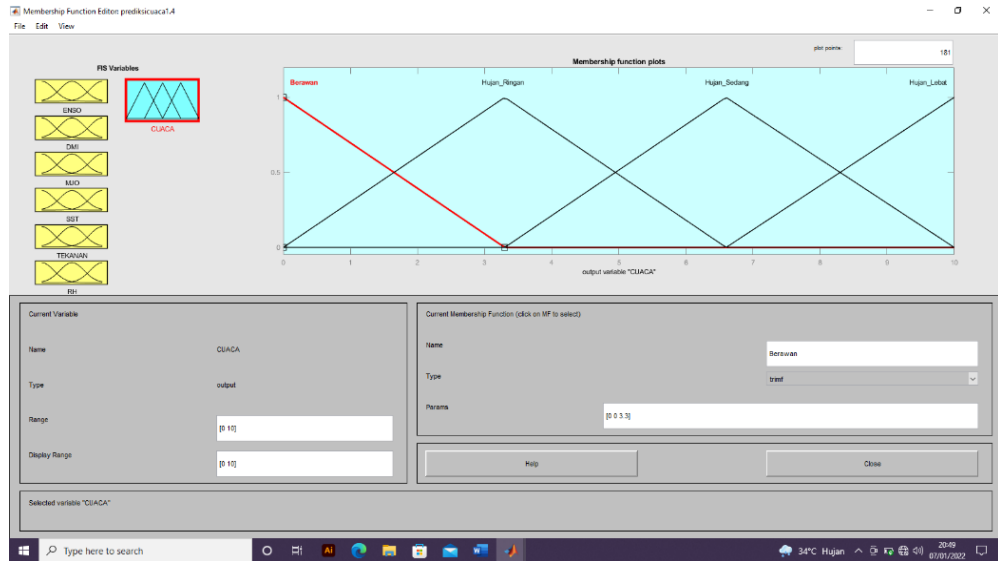 Membership Function Editor: prediksicuaca1.4
File Edit View
plot points: 181
FIS Variables
Membership function plots
ENSO
DMI
MJO
SST
TEKANAN
RH
CUACA
Berawan Hujan_Ringan Hujan_Sedang Hujan_Lebat
1
0.5
0
0 1 2 3 4 5 6 7 8 9 10
output variable "CUACA"
Current Variable
Name CUACA
Type output
Range [0 10]
Display Range [0 10]
Current Membership Function (click on MF to select)
Name Berawan
Type trimf
Params [0 0 3.3]
Help Close
Selected variable "CUACA"
Type here to search
34°C Hujan
20:49
07/01/2022